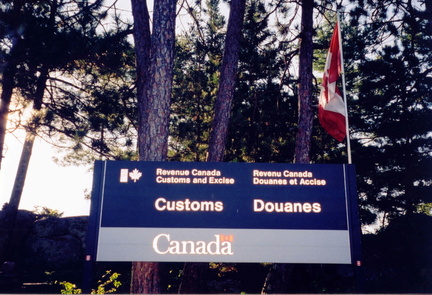 Revenue Canada
Customs and Excise
Revenu Canada
Douanes et Accise
Customs
Douanes
Canada